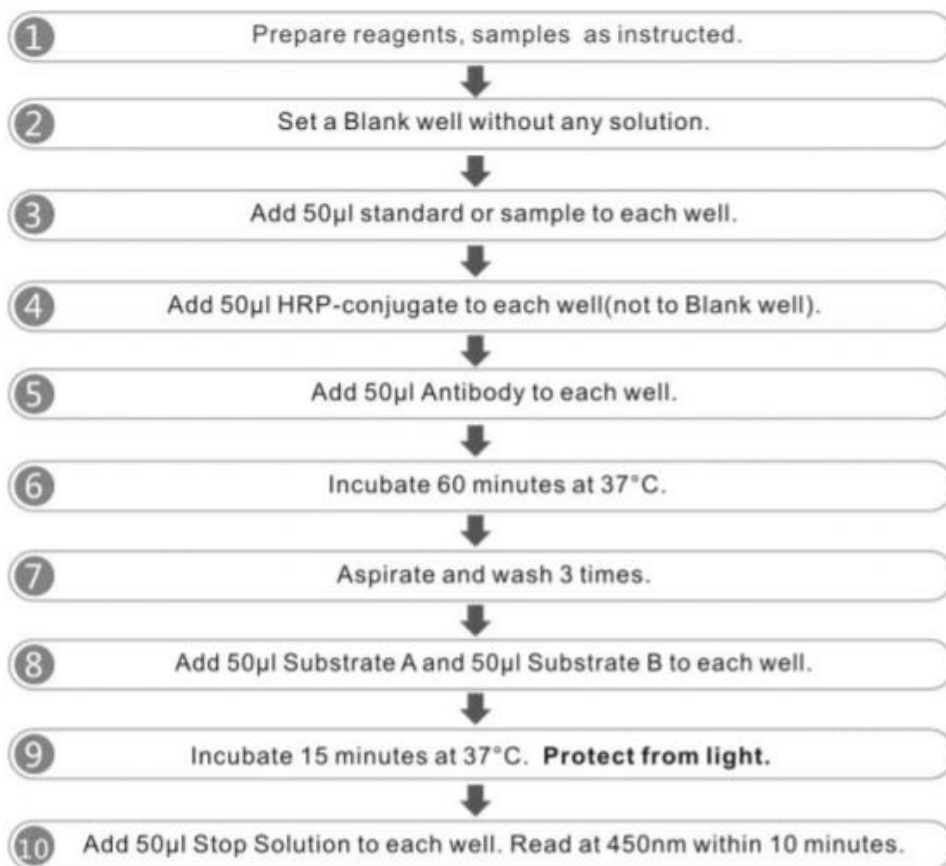 1 Prepare reagents, samples as instructed.
2 Set a Blank well without any solution.
3 Add 50µl standard or sample to each well.
4 Add 50µl HRP-conjugate to each well(not to Blank well).
5 Add 50µl Antibody to each well.
6 Incubate 60 minutes at 37°C.
7 Aspirate and wash 3 times.
8 Add 50µl Substrate A and 50µl Substrate B to each well.
9 Incubate 15 minutes at 37°C. Protect from light.
10 Add 50µl Stop Solution to each well. Read at 450nm within 10 minutes.